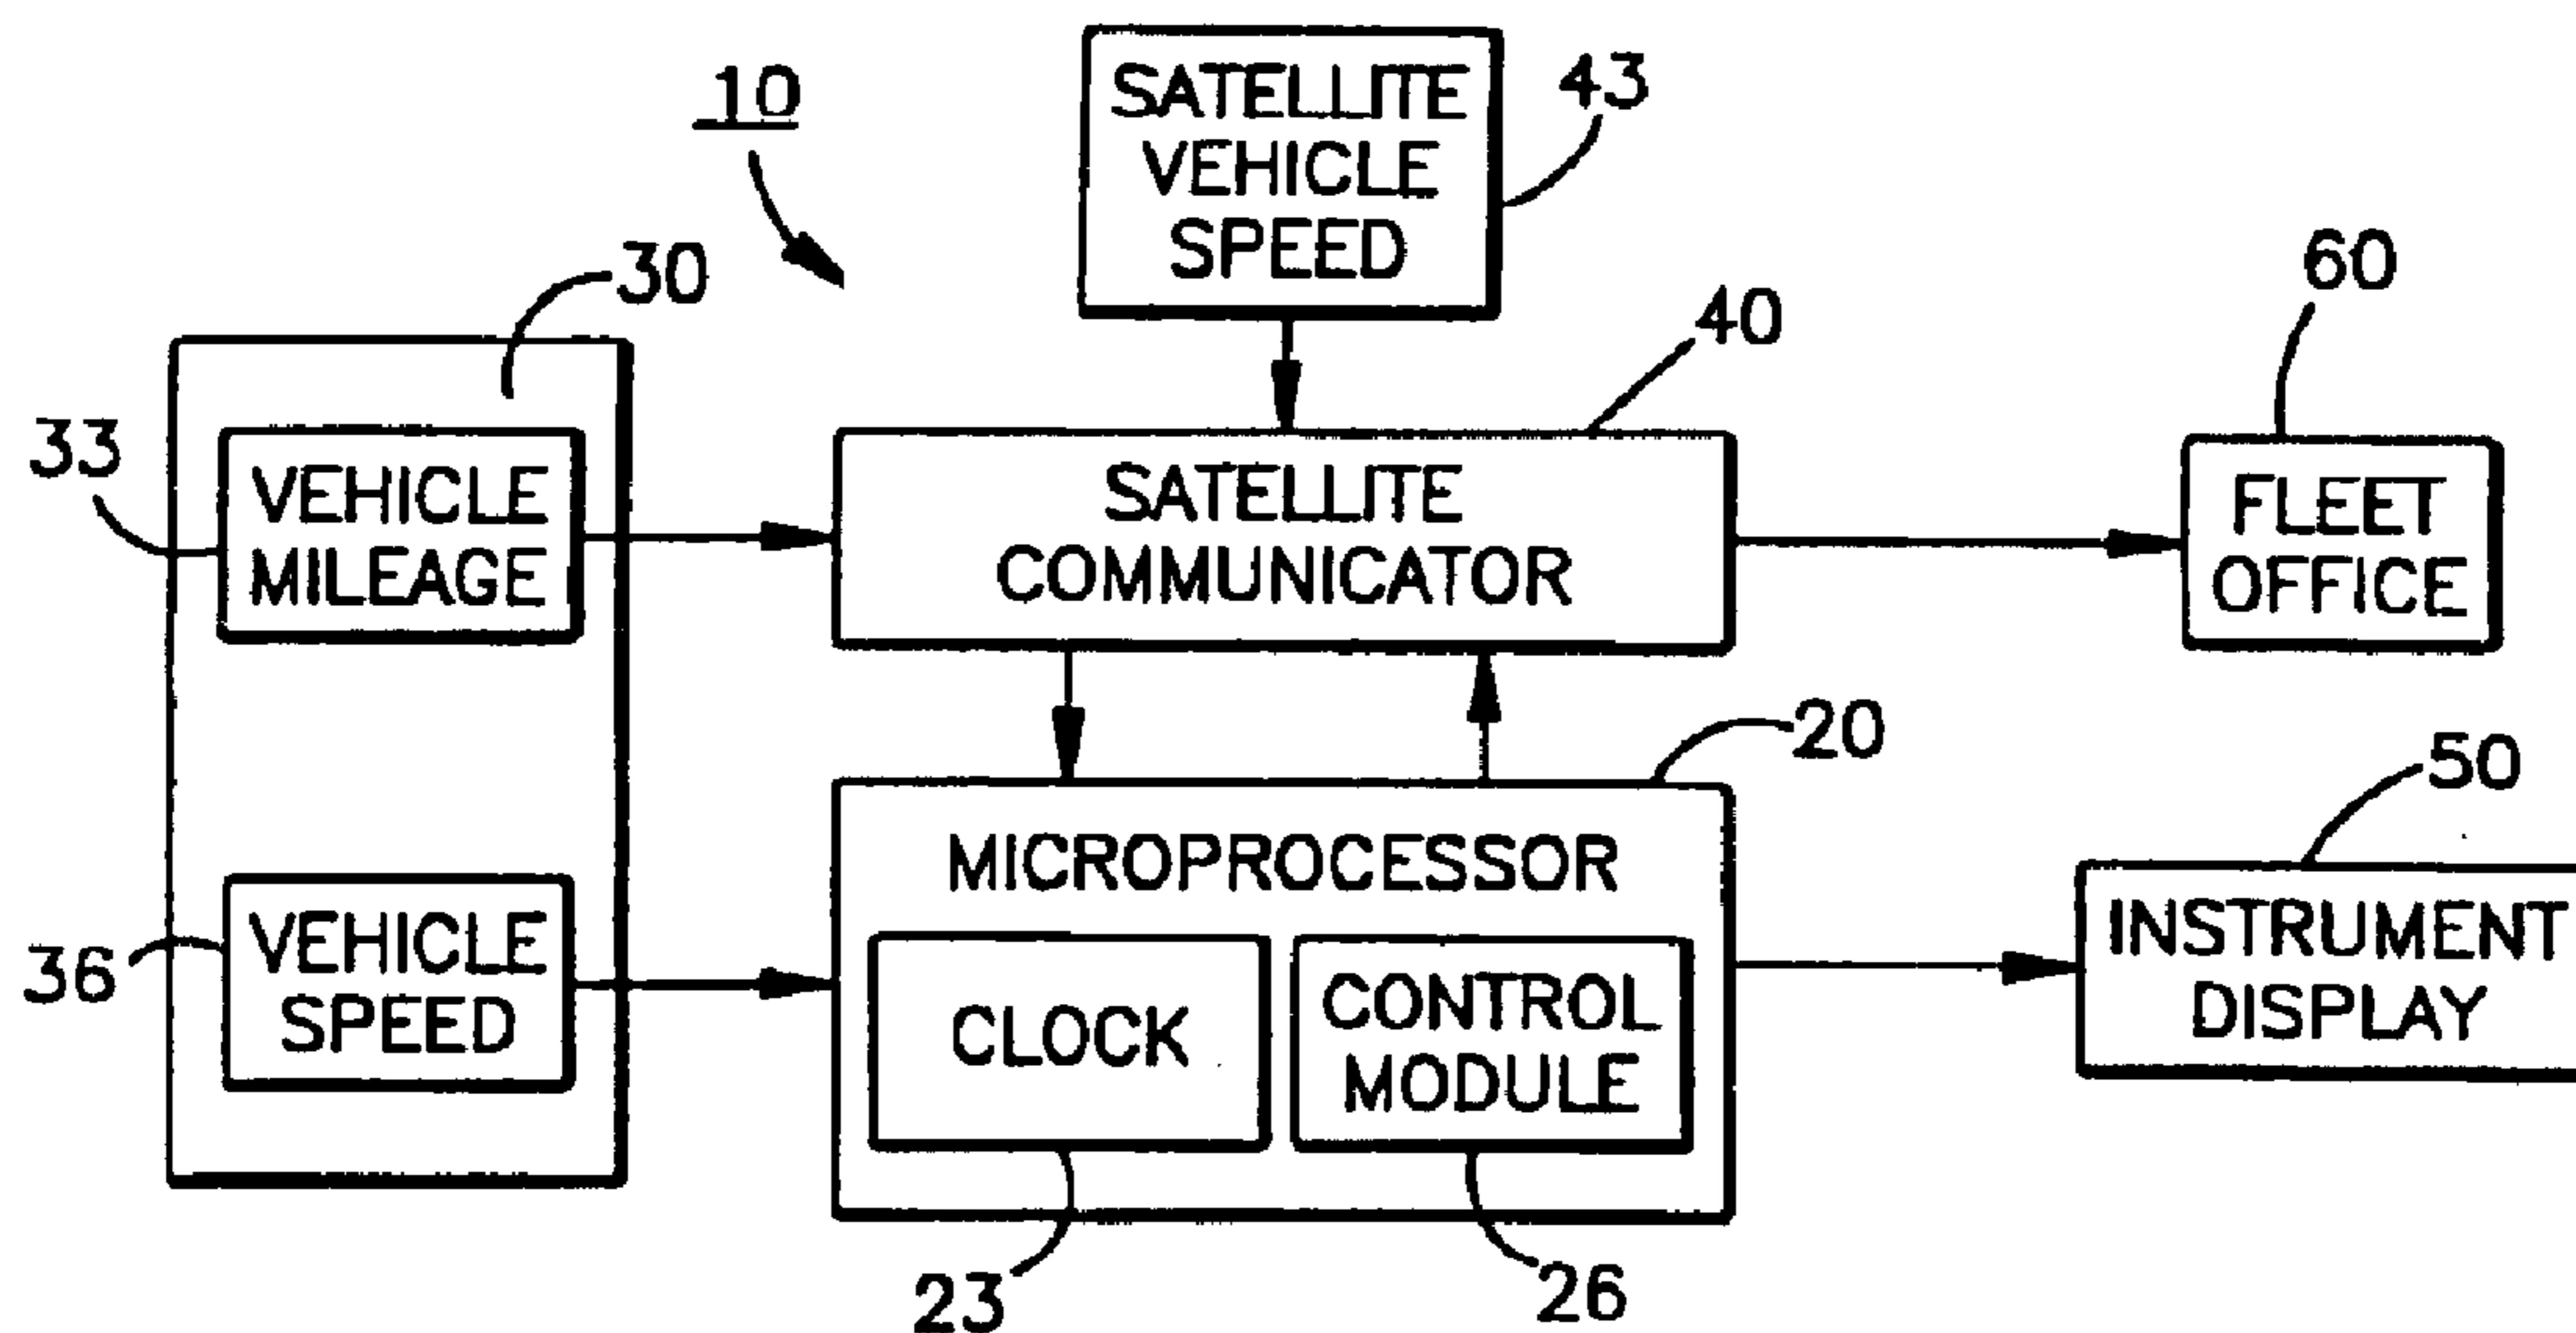 10
SATELLITE
VEHICLE
SPEED
43
30
60
40
33
VEHICLE
MILEAGE
SATELLITE
COMMUNICATOR
FLEET
OFFICE
20
50
36
VEHICLE
SPEED
MICROPROCESSOR
CLOCK
CONTROL
MODULE
INSTRUMENT
DISPLAY
23
26